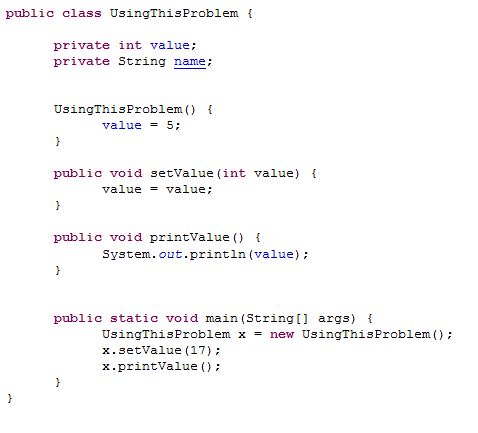 public class UsingThisProblem {
private int value;
private String name;
UsingThisProblem() {
value = 5;
}
public void setValue(int value) {
value = value;
}
public void printValue() {
System.out.println(value);
}
public static void main(String[] args) {
UsingThisProblem x = new UsingThisProblem();
x.setValue(17);
x.printValue();
}
}